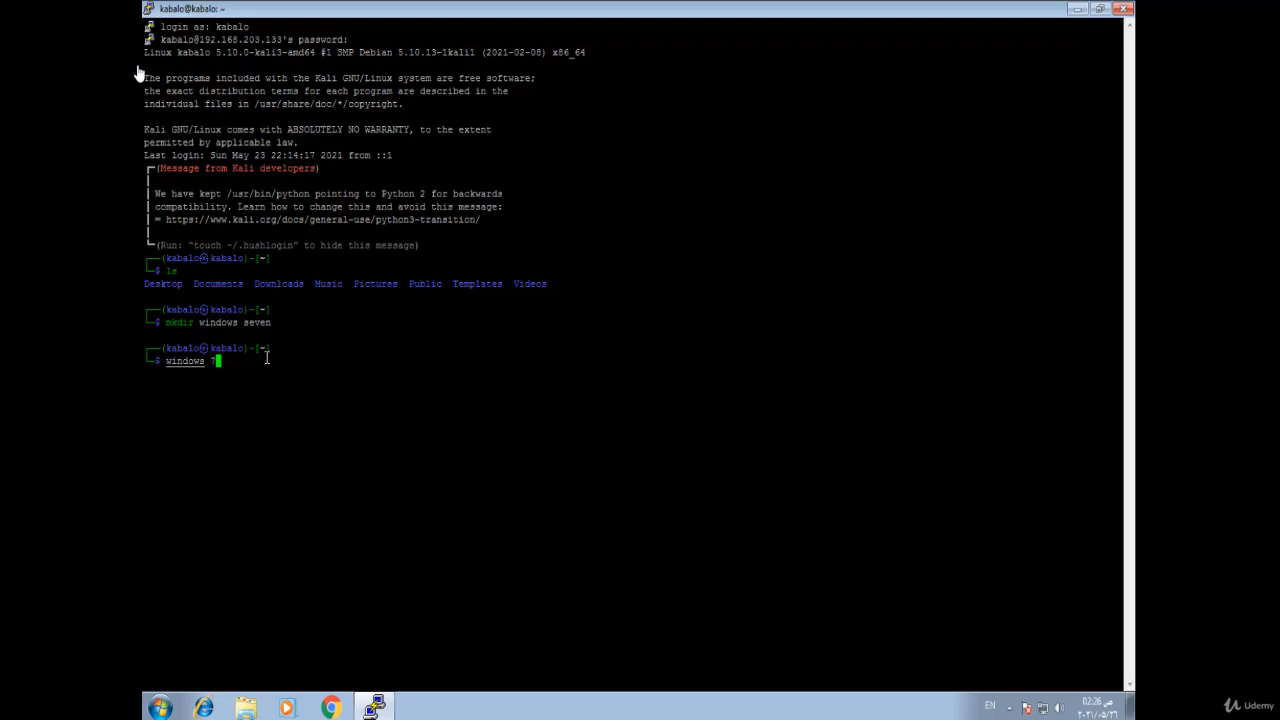 kabalo@kabalo: ~
login as: kabalo
kabalo@192.168.203.133's password:
Linux kabalo 5.10.0-kali3-amd64 #1 SMP Debian 5.10.13-1kali1 (2021-02-08) x86_64
The programs included with the Kali GNU/Linux system are free software;
the exact distribution terms for each program are described in the
individual files in /usr/share/doc/*/copyright.
Kali GNU/Linux comes with ABSOLUTELY NO WARRANTY, to the extent
permitted by applicable law.
Last login: Sun May 23 22:14:17 2021 from ::1
┌─(Message from Kali developers)
│
│ We have kept /usr/bin/python pointing to Python 2 for backwards
│ compatibility. Learn how to change this and avoid this message:
│ = https://www.kali.org/docs/general-use/python3-transition/
│
└─(Run: “touch ~/.hushlogin” to hide this message)
┌──(kabalo㉿kabalo)-[~]
└─$ ls
Desktop Documents Downloads Music Pictures Public Templates Videos
┌──(kabalo㉿kabalo)-[~]
└─$ mkdir windows seven
┌──(kabalo㉿kabalo)-[~]
└─$ windows 7
EN
02:26 ص
٢٠٢١/٠٥/٢٦
Udemy